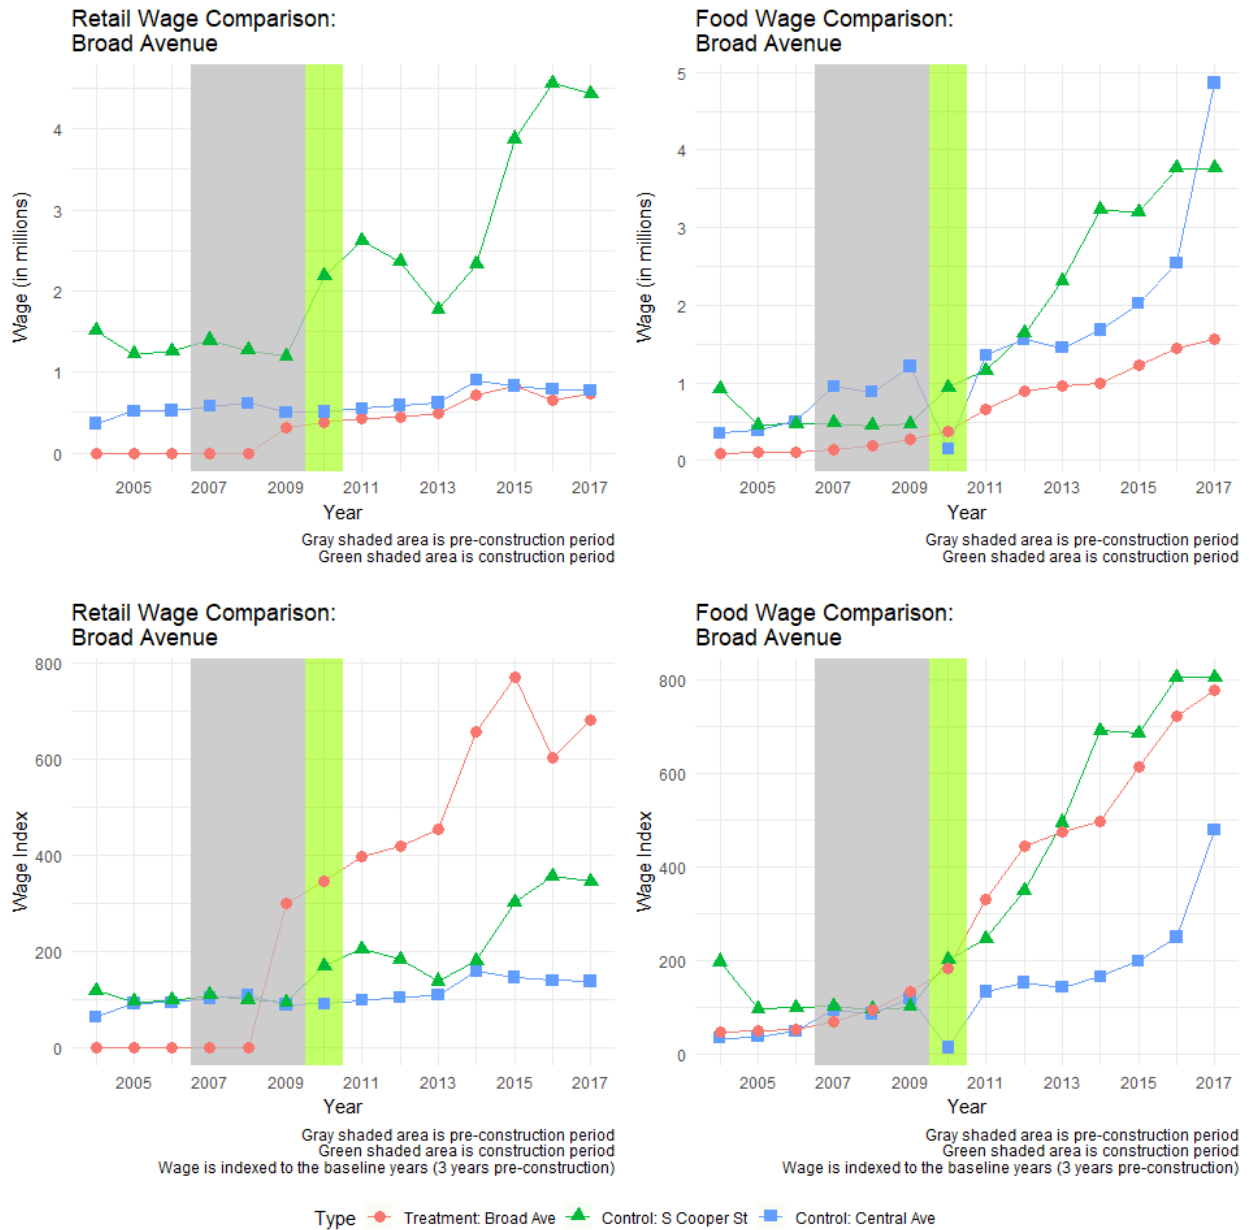 Retail Wage Comparison:
Broad Avenue
Wage (in millions)
4
3
2
1
0
2005 2007 2009 2011 2013 2015 2017
Year
Gray shaded area is pre-construction period
Green shaded area is construction period
Food Wage Comparison:
Broad Avenue
Wage (in millions)
5
4
3
2
1
0
2005 2007 2009 2011 2013 2015 2017
Year
Gray shaded area is pre-construction period
Green shaded area is construction period
Retail Wage Comparison:
Broad Avenue
Wage Index
800
600
400
200
0
2005 2007 2009 2011 2013 2015 2017
Year
Gray shaded area is pre-construction period
Green shaded area is construction period
Wage is indexed to the baseline years (3 years pre-construction)
Food Wage Comparison:
Broad Avenue
Wage Index
800
600
400
200
0
2005 2007 2009 2011 2013 2015 2017
Year
Gray shaded area is pre-construction period
Green shaded area is construction period
Wage is indexed to the baseline years (3 years pre-construction)
Type Treatment: Broad Ave Control: S Cooper St Control: Central Ave